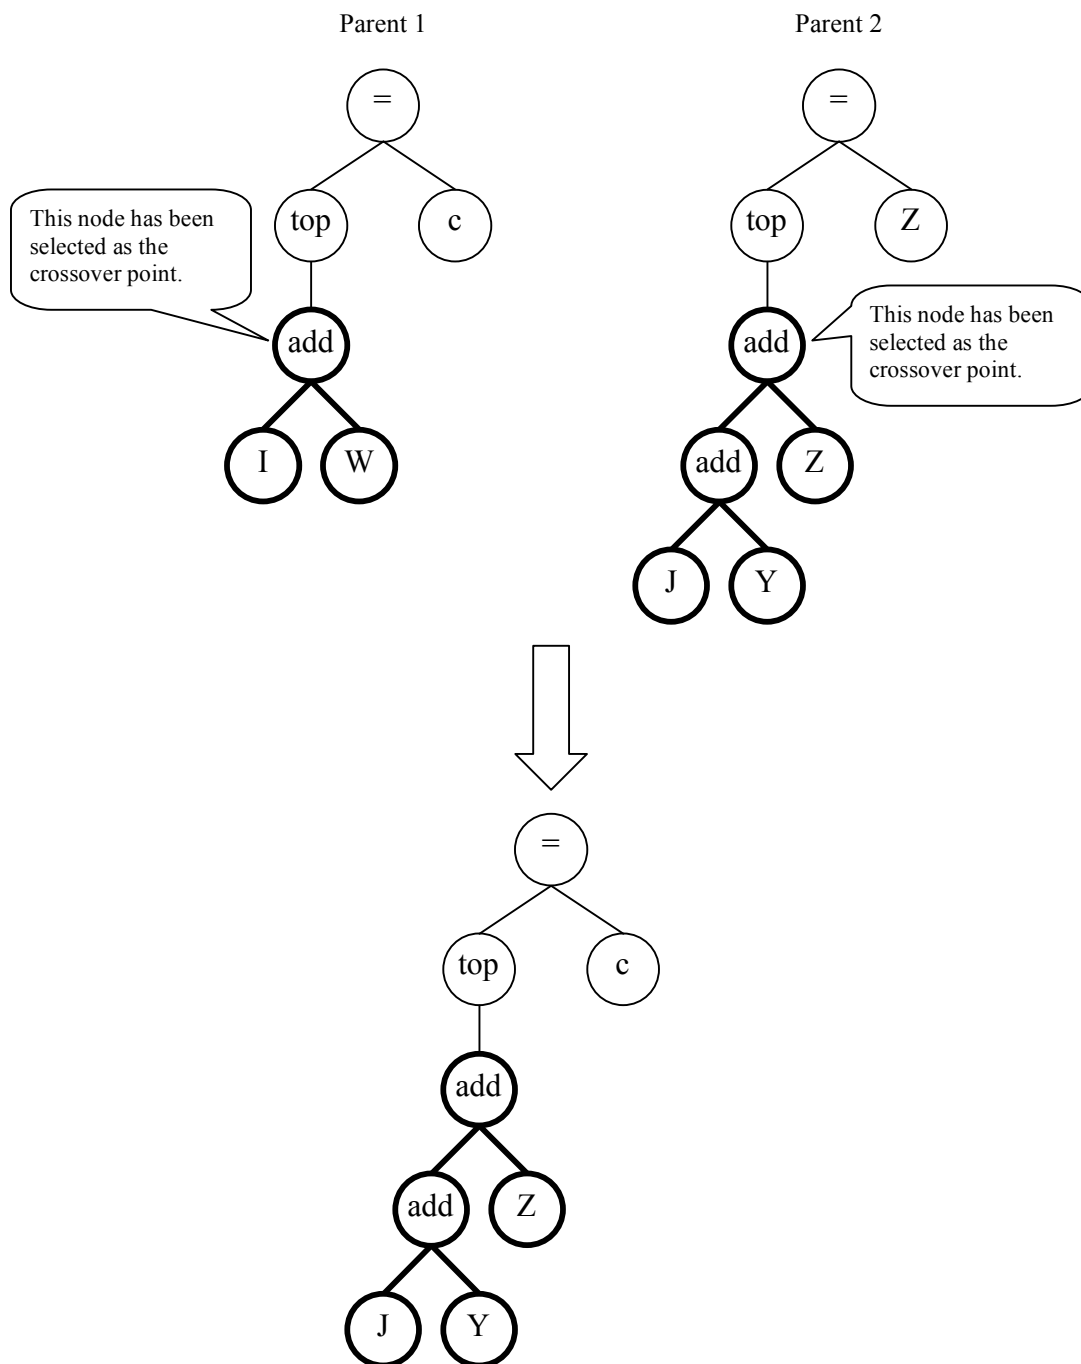 Parent 1
Parent 2
=
=
top
c
top
Z
This node has been
selected as the
crossover point.
add
add
This node has been
selected as the
crossover point.
I
W
add
Z
J
Y
=
top
c
add
add
Z
J
Y